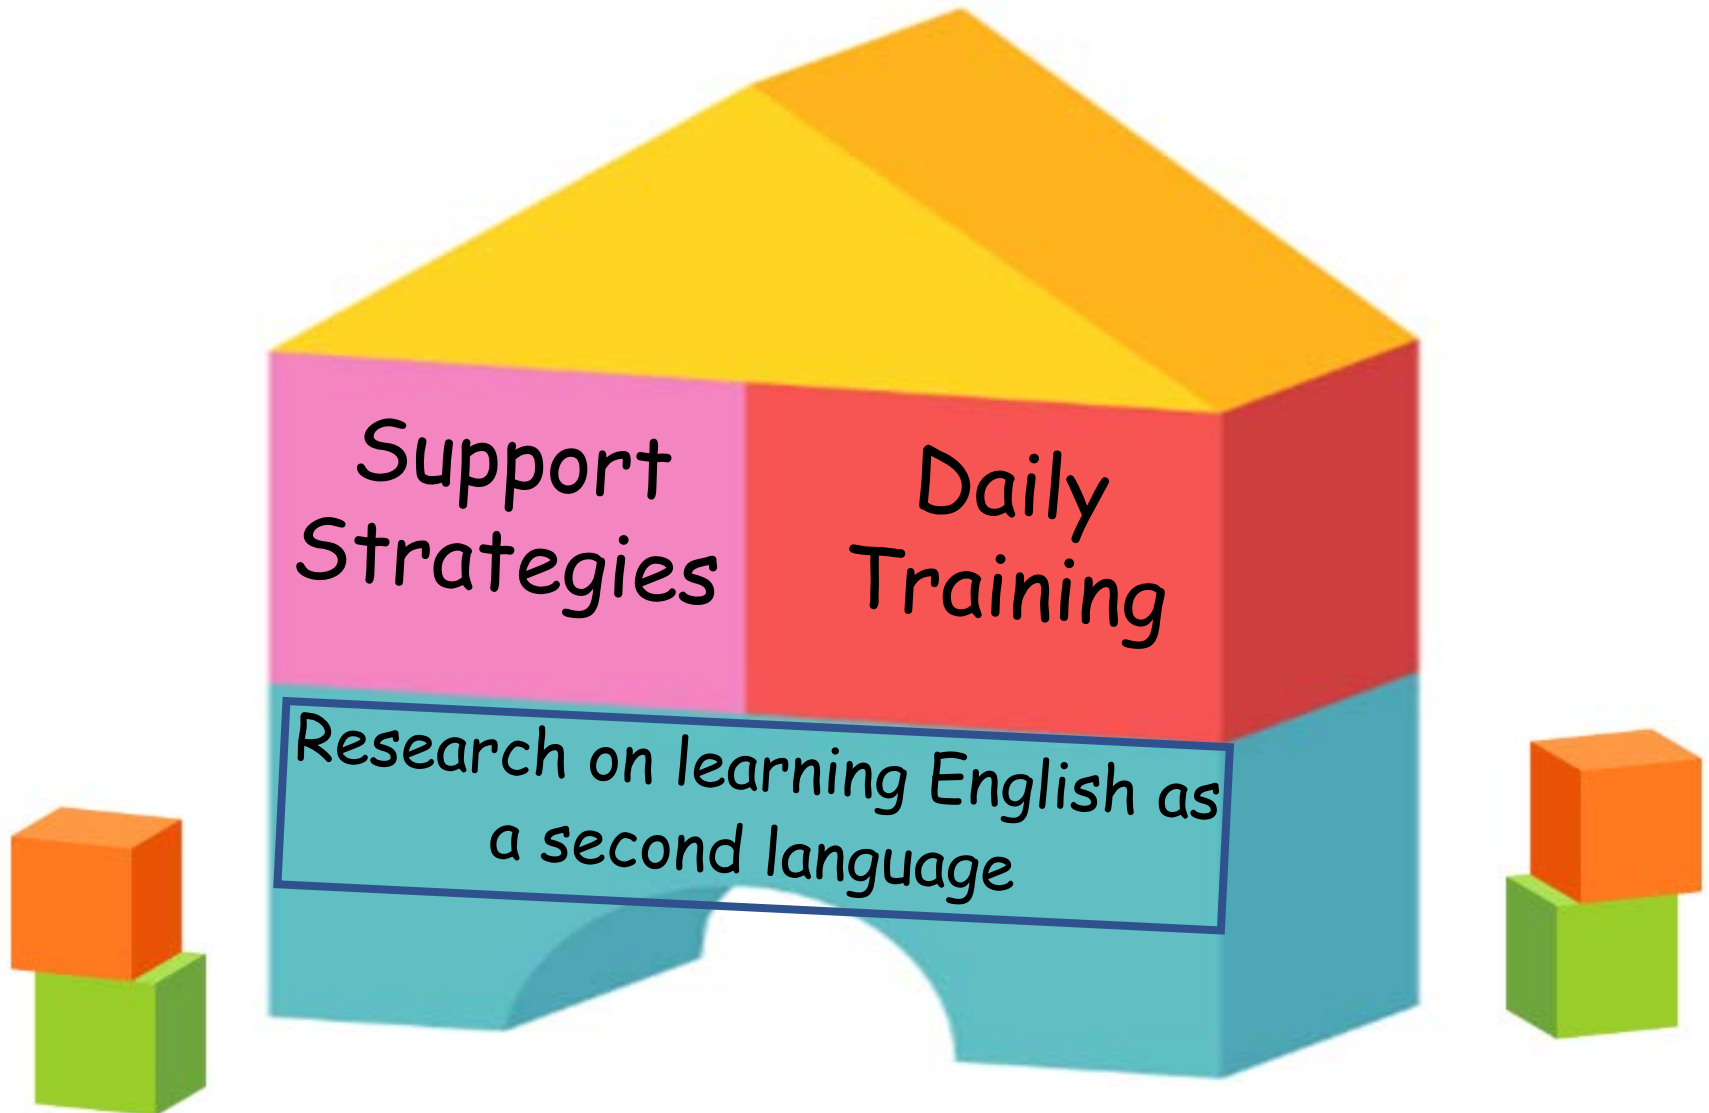 Support
Strategies
Daily
Training
Research on learning English as
a second language